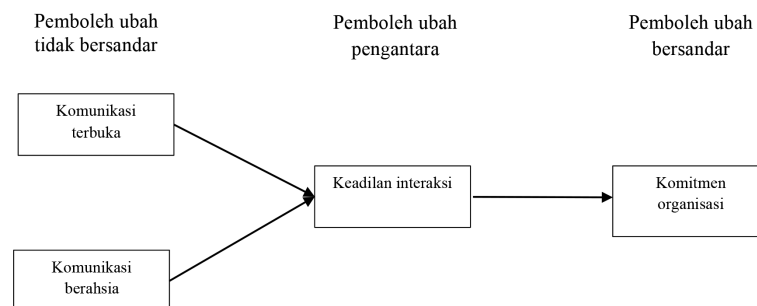 Pemboleh ubah
tidak bersandar
Pemboleh ubah
pengantara
Pemboleh ubah
bersandar
Komunikasi
terbuka
Keadilan interaksi
Komitmen
organisasi
Komunikasi
berahsia